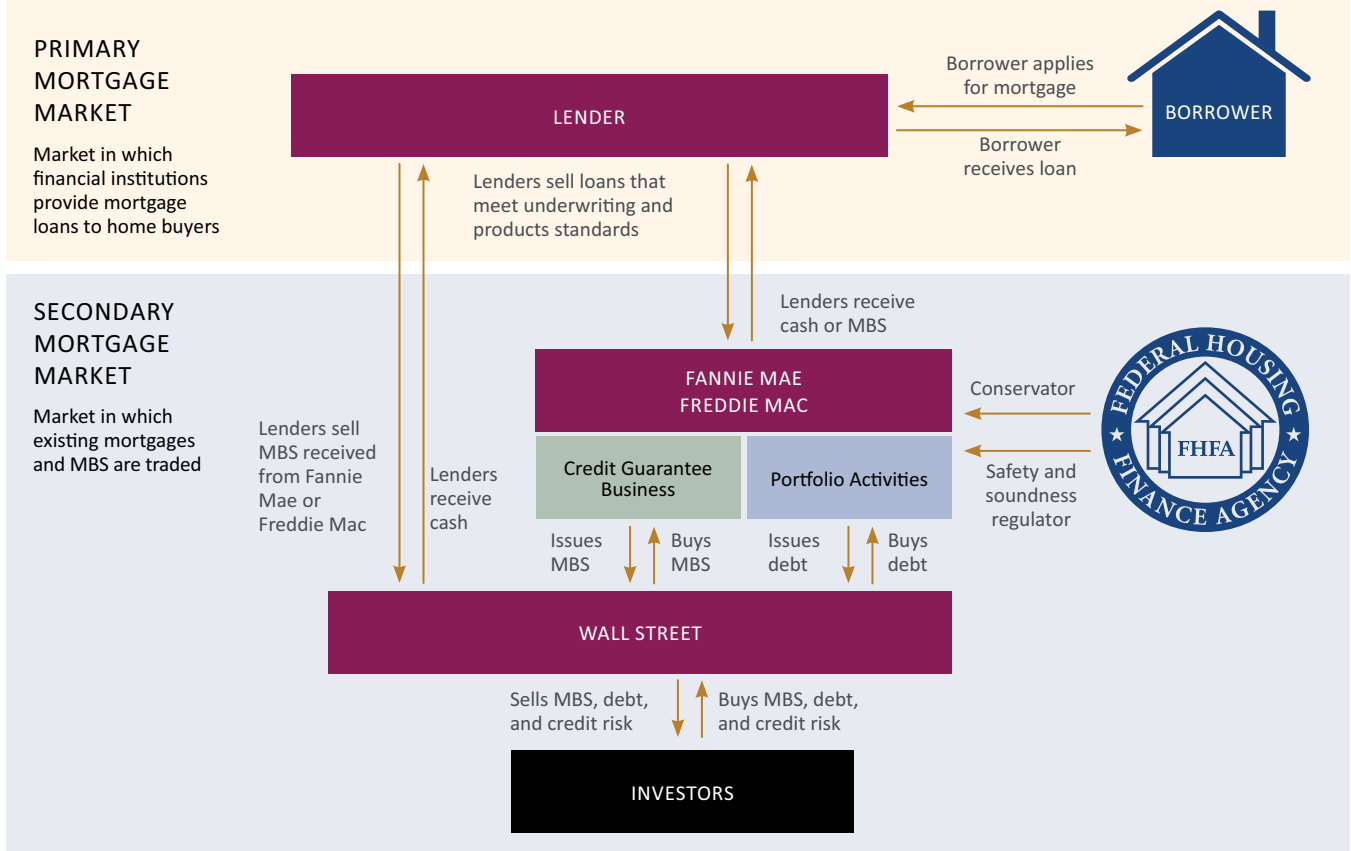 PRIMARY
MORTGAGE
MARKET
Market in which
financial institutions
provide mortgage
loans to home buyers
LENDER
Borrower applies
for mortgage
BORROWER
Borrower
receives loan
Lenders sell loans that
meet underwriting and
products standards
SECONDARY
MORTGAGE
MARKET
Market in which
existing mortgages
and MBS are traded
Lenders receive
cash or MBS
FANNIE MAE
FREDDIE MAC
Credit Guarantee
Business
Portfolio Activities
Conservator
Safety and
soundness
regulator
FEDERAL HOUSING
FINANCE AGENCY
FHFA
Lenders sell
MBS received
from Fannie
Mae or
Freddie Mac
Lenders
receive
cash
Issues
MBS
Buys
MBS
Issues
debt
Buys
debt
WALL STREET
Sells MBS, debt,
and credit risk
Buys MBS, debt,
and credit risk
INVESTORS